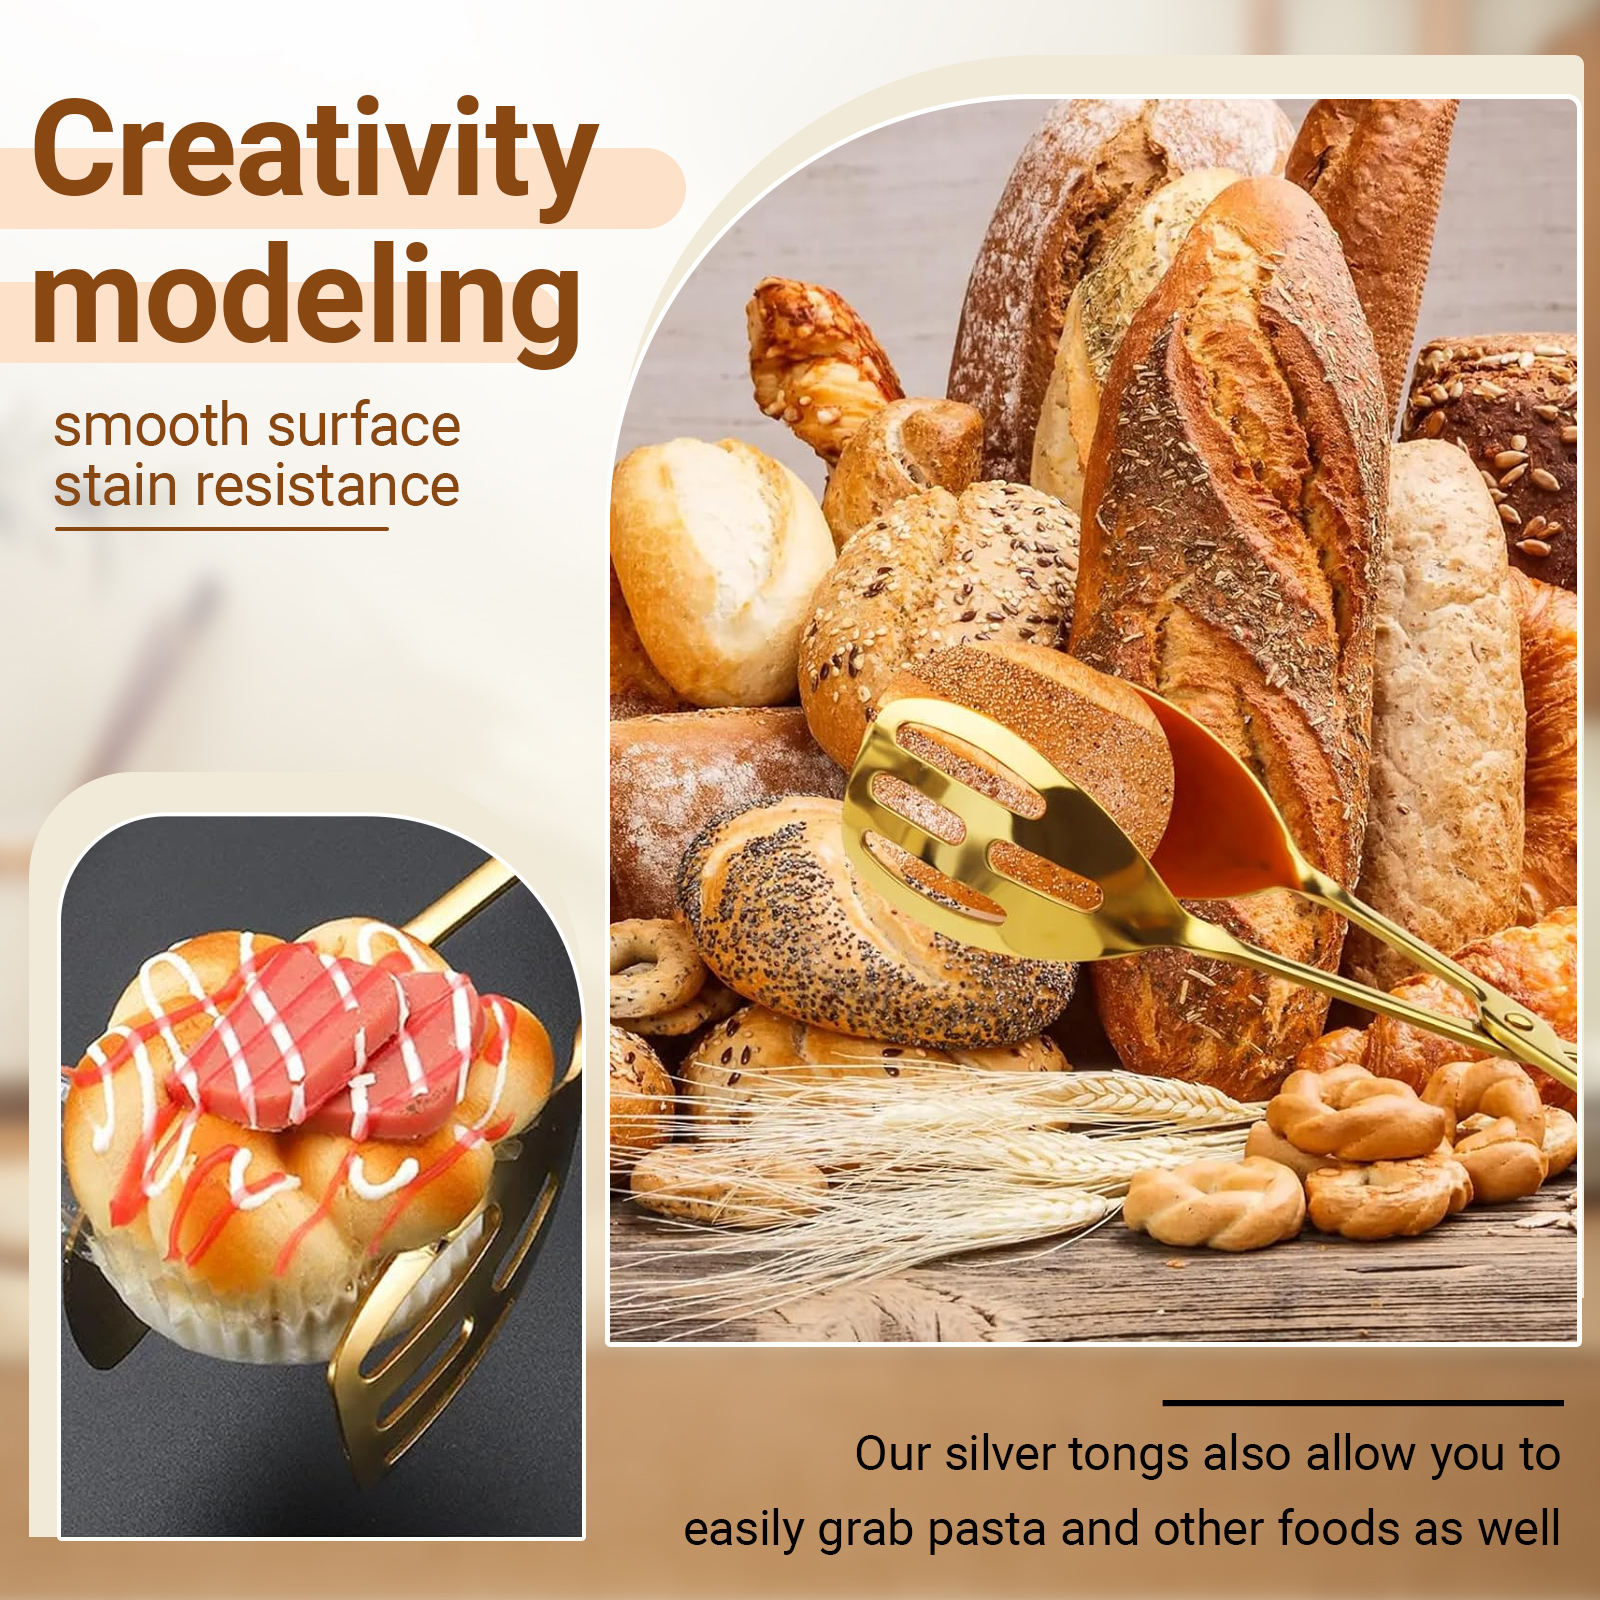 Creativity
modeling
smooth surface
stain resistance
Our silver tongs also allow you to
easily grab pasta and other foods as well